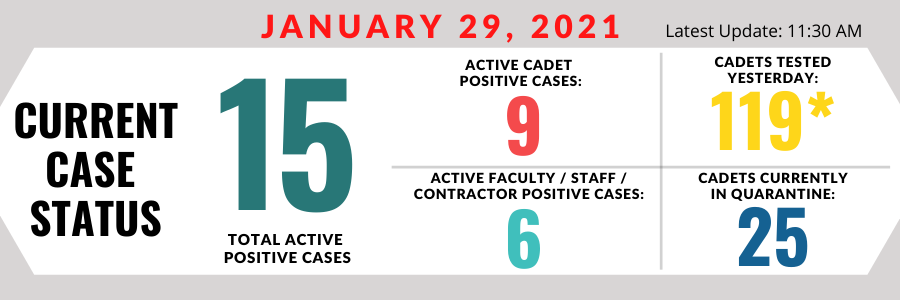 JANUARY 29, 2021
Latest Update: 11:30 AM
CURRENT
CASE
STATUS
15
TOTAL ACTIVE
POSITIVE CASES
ACTIVE CADET
POSITIVE CASES:
9
CADETS TESTED
YESTERDAY:
119*
ACTIVE FACULTY / STAFF /
CONTRACTOR POSITIVE CASES:
6
CADETS CURRENTLY
IN QUARANTINE:
25